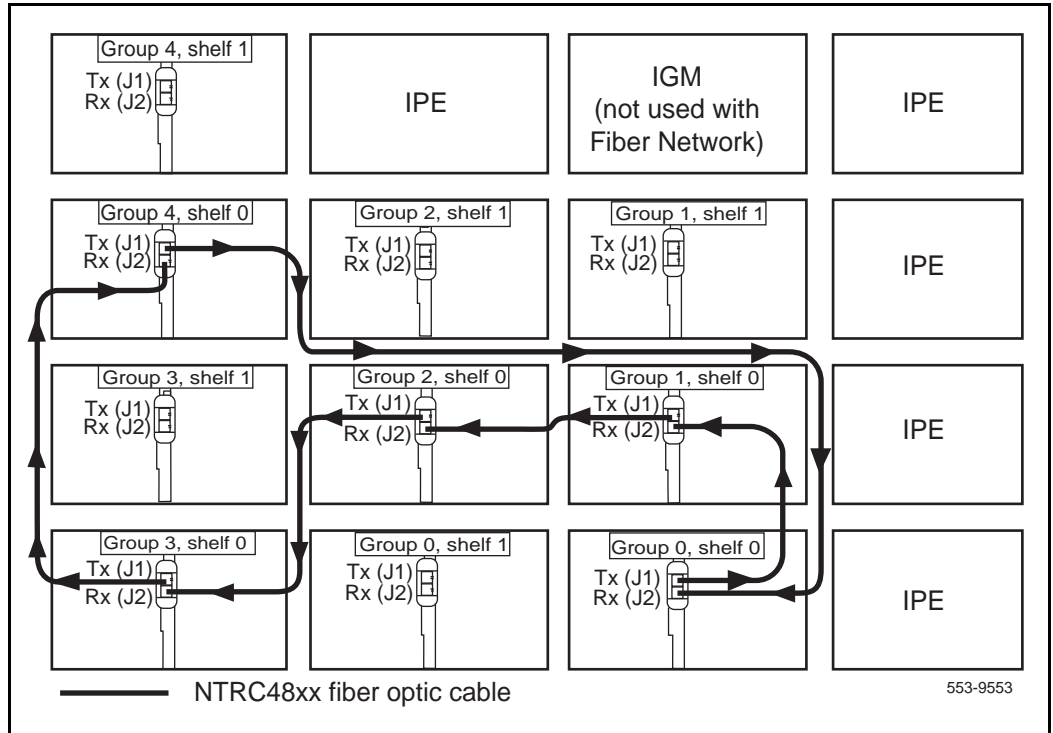 Group 4, shelf 1
Tx (J1)
Rx (J2)
IPE
IGM
(not used with
Fiber Network)
IPE
Group 4, shelf 0
Tx (J1)
Rx (J2)
Group 2, shelf 1
Tx (J1)
Rx (J2)
Group 1, shelf 1
Tx (J1)
Rx (J2)
IPE
Group 3, shelf 1
Tx (J1)
Rx (J2)
Group 2, shelf 0
Tx (J1)
Rx (J2)
Group 1, shelf 0
Tx (J1)
Rx (J2)
IPE
Group 3, shelf 0
Tx (J1)
Rx (J2)
Group 0, shelf 1
Tx (J1)
Rx (J2)
Group 0, shelf 0
Tx (J1)
Rx (J2)
IPE
NTRC48xx fiber optic cable
553-9553